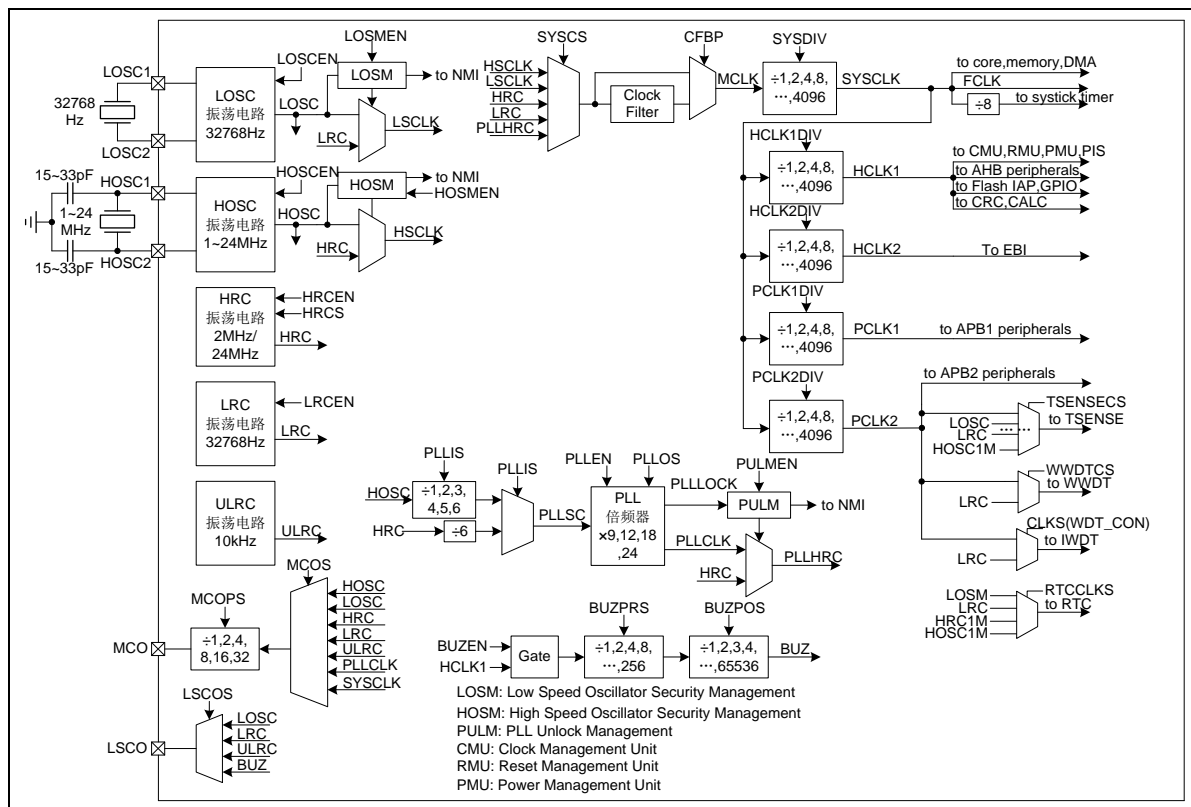 LOSMEN
LOSCEN
LOSC1
LOSM
to NMI
32768
Hz
LOSC
振荡电路
32768Hz
LOSC
LRC
LSCLK
LOSC2
15~33pF
HOSC1
HOSCEN
HOSM
to NMI
HOSMEN
1~24
MHz
HOSC
振荡电路
1~24MHz
HOSC
HRC
HSCLK
HOSC2
15~33pF
HRC
振荡电路
2MHz/
24MHz
HRCEN
HRCS
HRC
LRC
振荡电路
32768Hz
LRCEN
LRC
ULRC
振荡电路
10kHz
ULRC
SYSCS
HSCLK
LSCLK
HRC
LRC
PLLHRC
Clock
Filter
CFBP
MCLK
SYSDIV
÷1,2,4,8,
…,4096
SYSCLK
to core,memory,DMA
FCLK
÷8
to systick timer
HCLK1DIV
÷1,2,4,8,
…,4096
HCLK1
to CMU,RMU,PMU,PIS
to AHB peripherals
to Flash IAP,GPIO
to CRC,CALC
HCLK2DIV
÷1,2,4,8,
…,4096
HCLK2
To EBI
PCLK1DIV
÷1,2,4,8,
…,4096
PCLK1
to APB1 peripherals
PCLK2DIV
÷1,2,4,8,
…,4096
PCLK2
to APB2 peripherals
TSENSECS
LOSC
LRC
HOSC1M
…
…
to TSENSE
WWDTCS
to WWDT
LRC
CLKS(WDT_CON)
to IWDT
LRC
RTCCLKS
LOSM
LRC
HRC1M
HOSC1M
to RTC
PLLIS
HOSC
÷1,2,3,
4,5,6
HRC
÷6
PLLIS
PLLSC
PLLEN
PLLOS
PLL
倍频器
×9,12,18
,24
PLLLOCK
PLLCLK
PULMEN
PULM
to NMI
HRC
PLLHRC
MCOS
HOSC
LOSC
HRC
LRC
ULRC
PLLCLK
SYSCLK
MCOPS
÷1,2,4,
8,16,32
MCO
LSCOS
LOSC
LRC
ULRC
BUZ
LSCO
BUZEN
HCLK1
Gate
BUZPRS
÷1,2,4,8,
…,256
BUZPOS
÷1,2,3,4,
…,65536
BUZ
LOSM: Low Speed Oscillator Security Management
HOSM: High Speed Oscillator Security Management
PULM: PLL Unlock Management
CMU: Clock Management Unit
RMU: Reset Management Unit
PMU: Power Management Unit